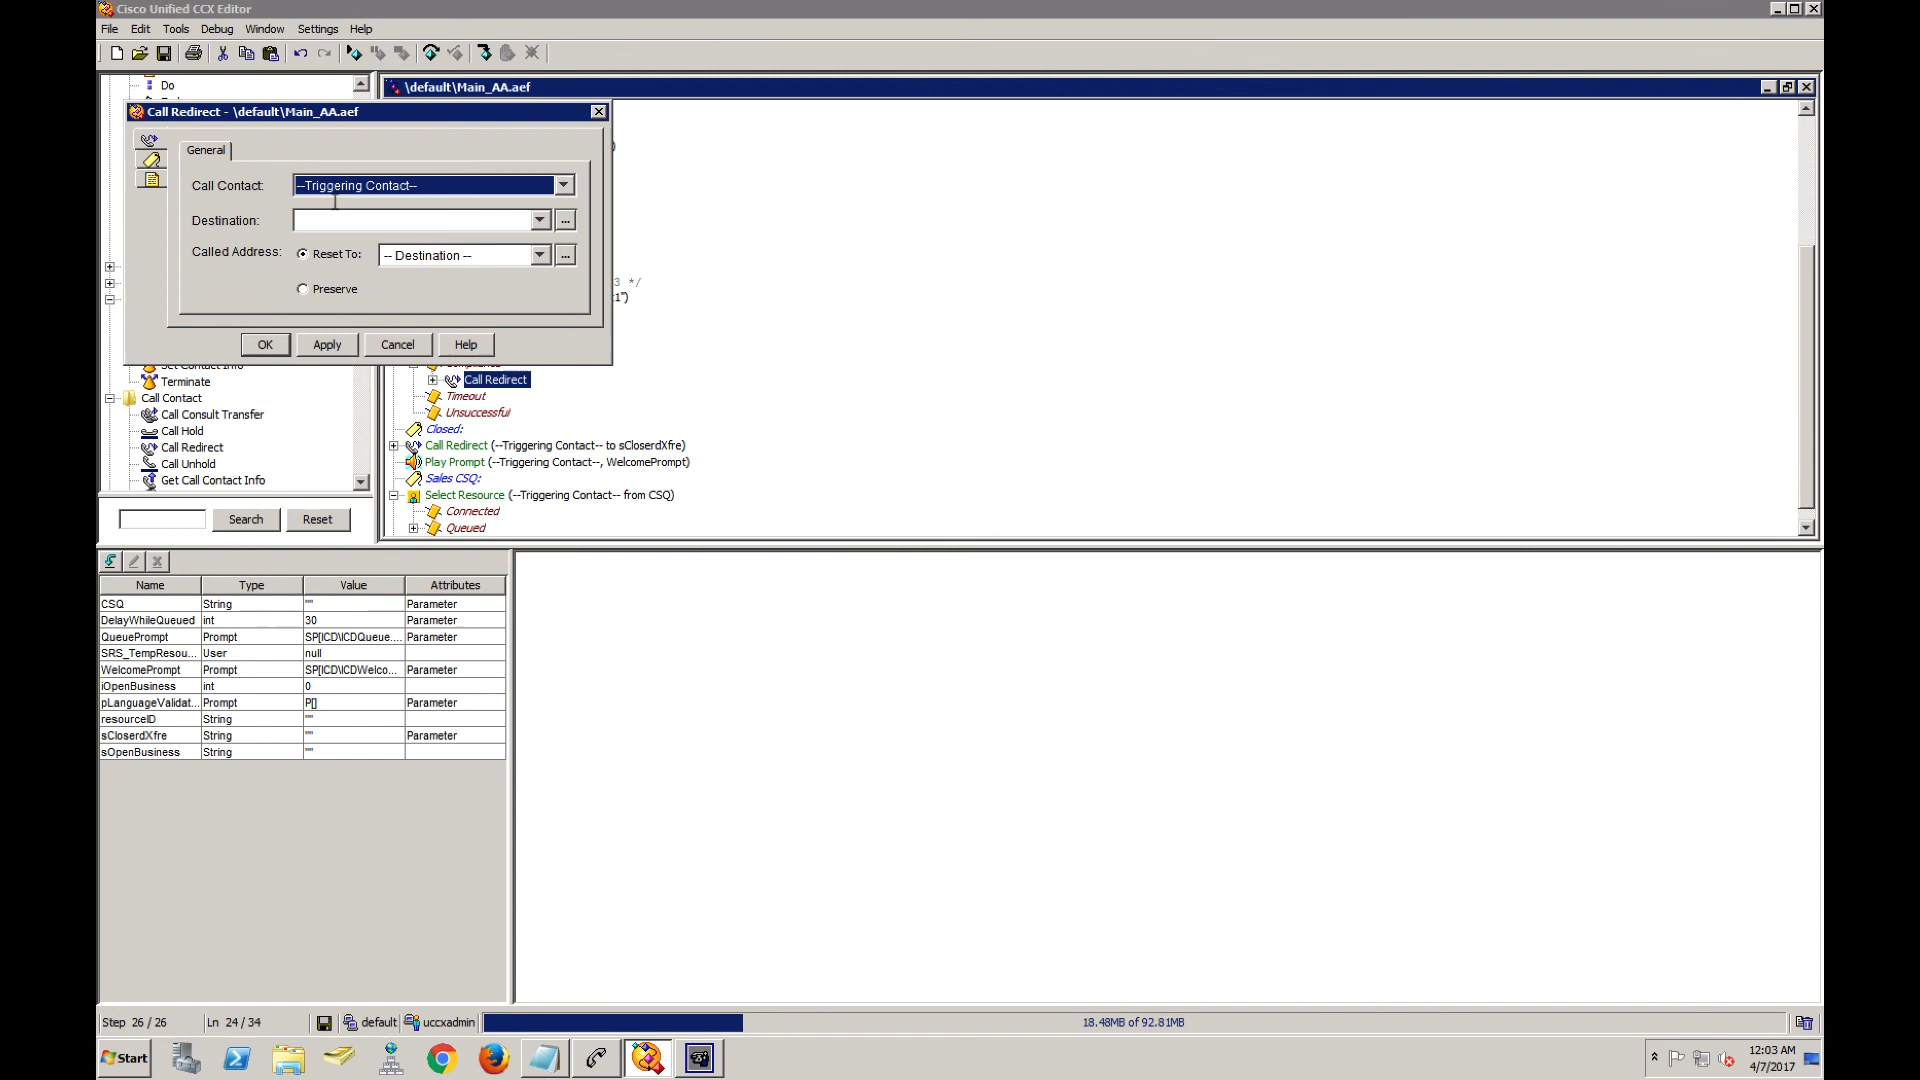 Cisco Unified CCX Editor
File Edit Tools Debug Window Settings Help
Do
\default\Main_AA.aef
Call Redirect - \default\Main_AA.aef
General
Call Contact: --Triggering Contact--
Destination: ...
Called Address: Reset To: -- Destination -- ...
Preserve
OK Apply Cancel Help
)
3 */
:1")
Set Contact Info
Terminate
Call Contact
Call Consult Transfer
Call Hold
Call Redirect
Call Unhold
Get Call Contact Info
Search Reset
Call Redirect
Timeout
Unsuccessful
Closed:
Call Redirect (--Triggering Contact-- to sCloserdXfre)
Play Prompt (--Triggering Contact--, WelcomePrompt)
Sales CSQ:
Select Resource (--Triggering Contact-- from CSQ)
Connected
Queued
Name Type Value Attributes
CSQ String "" Parameter
DelayWhileQueued int 30 Parameter
QueuePrompt Prompt SP[ICD\ICDQueue.... Parameter
SRS_TempResou... User null
WelcomePrompt Prompt SP[ICD\ICDWelco... Parameter
iOpenBusiness int 0
pLanguageValidat... Prompt P[] Parameter
resourceID String ""
sCloserdXfre String "" Parameter
sOpenBusiness String ""
Step 26 / 26 Ln 24 / 34 default uccxadmin 18.48MB of 92.81MB
Start 12:03 AM
4/7/2017